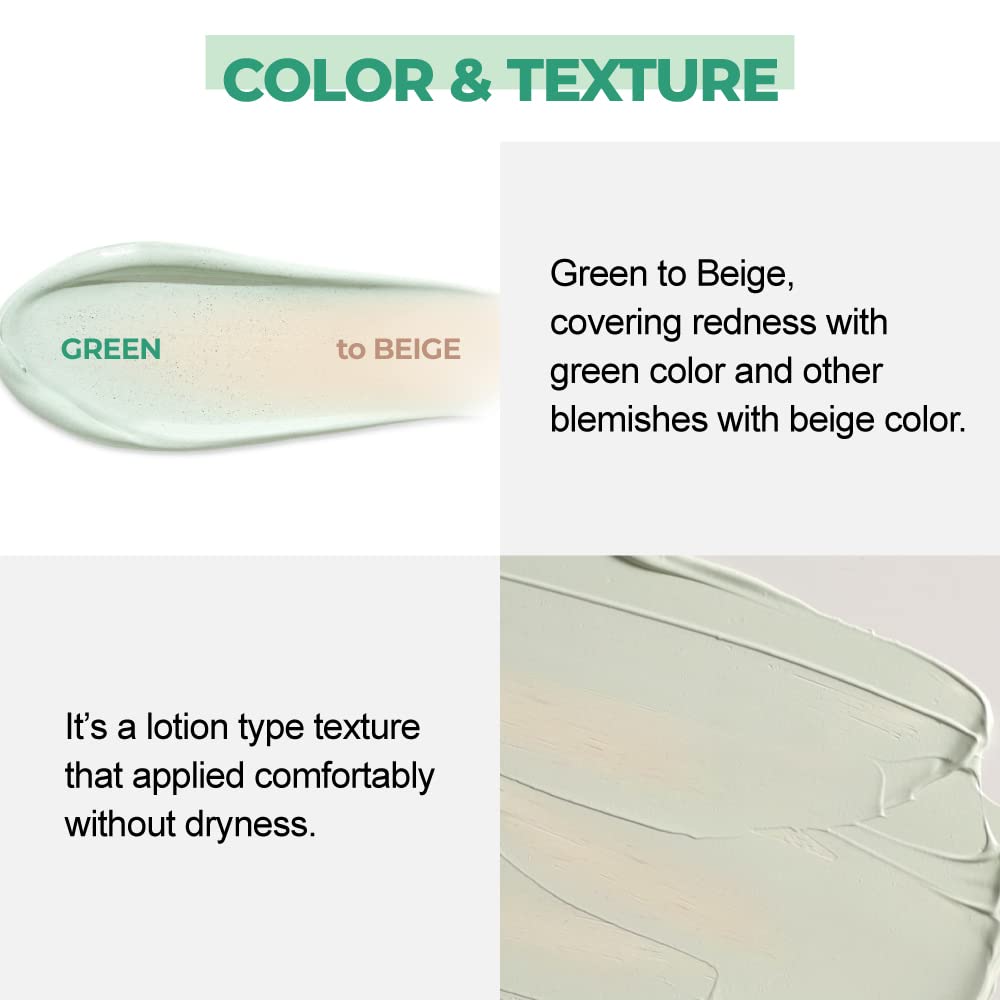 COLOR & TEXTURE
GREEN
to BEIGE
Green to Beige,
covering redness with
green color and other
blemishes with beige color.
It’s a lotion type texture
that applied comfortably
without dryness.